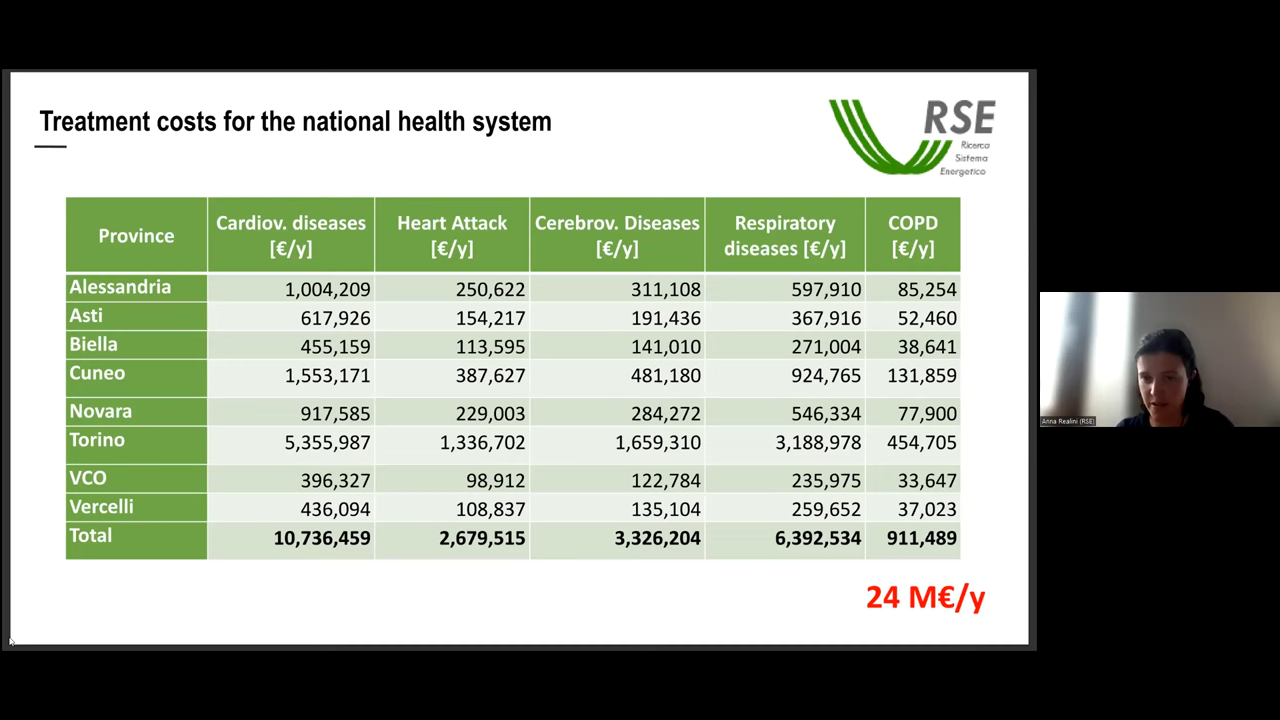 Treatment costs for the national health system
RSE
Ricerca
Sistema
Energetico
Province Cardiov. diseases [€/y] Heart Attack [€/y] Cerebrov. Diseases [€/y] Respiratory diseases [€/y] COPD [€/y]
Alessandria 1,004,209 250,622 311,108 597,910 85,254
Asti 617,926 154,217 191,436 367,916 52,460
Biella 455,159 113,595 141,010 271,004 38,641
Cuneo 1,553,171 387,627 481,180 924,765 131,859
Novara 917,585 229,003 284,272 546,334 77,900
Torino 5,355,987 1,336,702 1,659,310 3,188,978 454,705
VCO 396,327 98,912 122,784 235,975 33,647
Vercelli 436,094 108,837 135,104 259,652 37,023
Total 10,736,459 2,679,515 3,326,204 6,392,534 911,489
24 M€/y
Anna Realini (RSE)